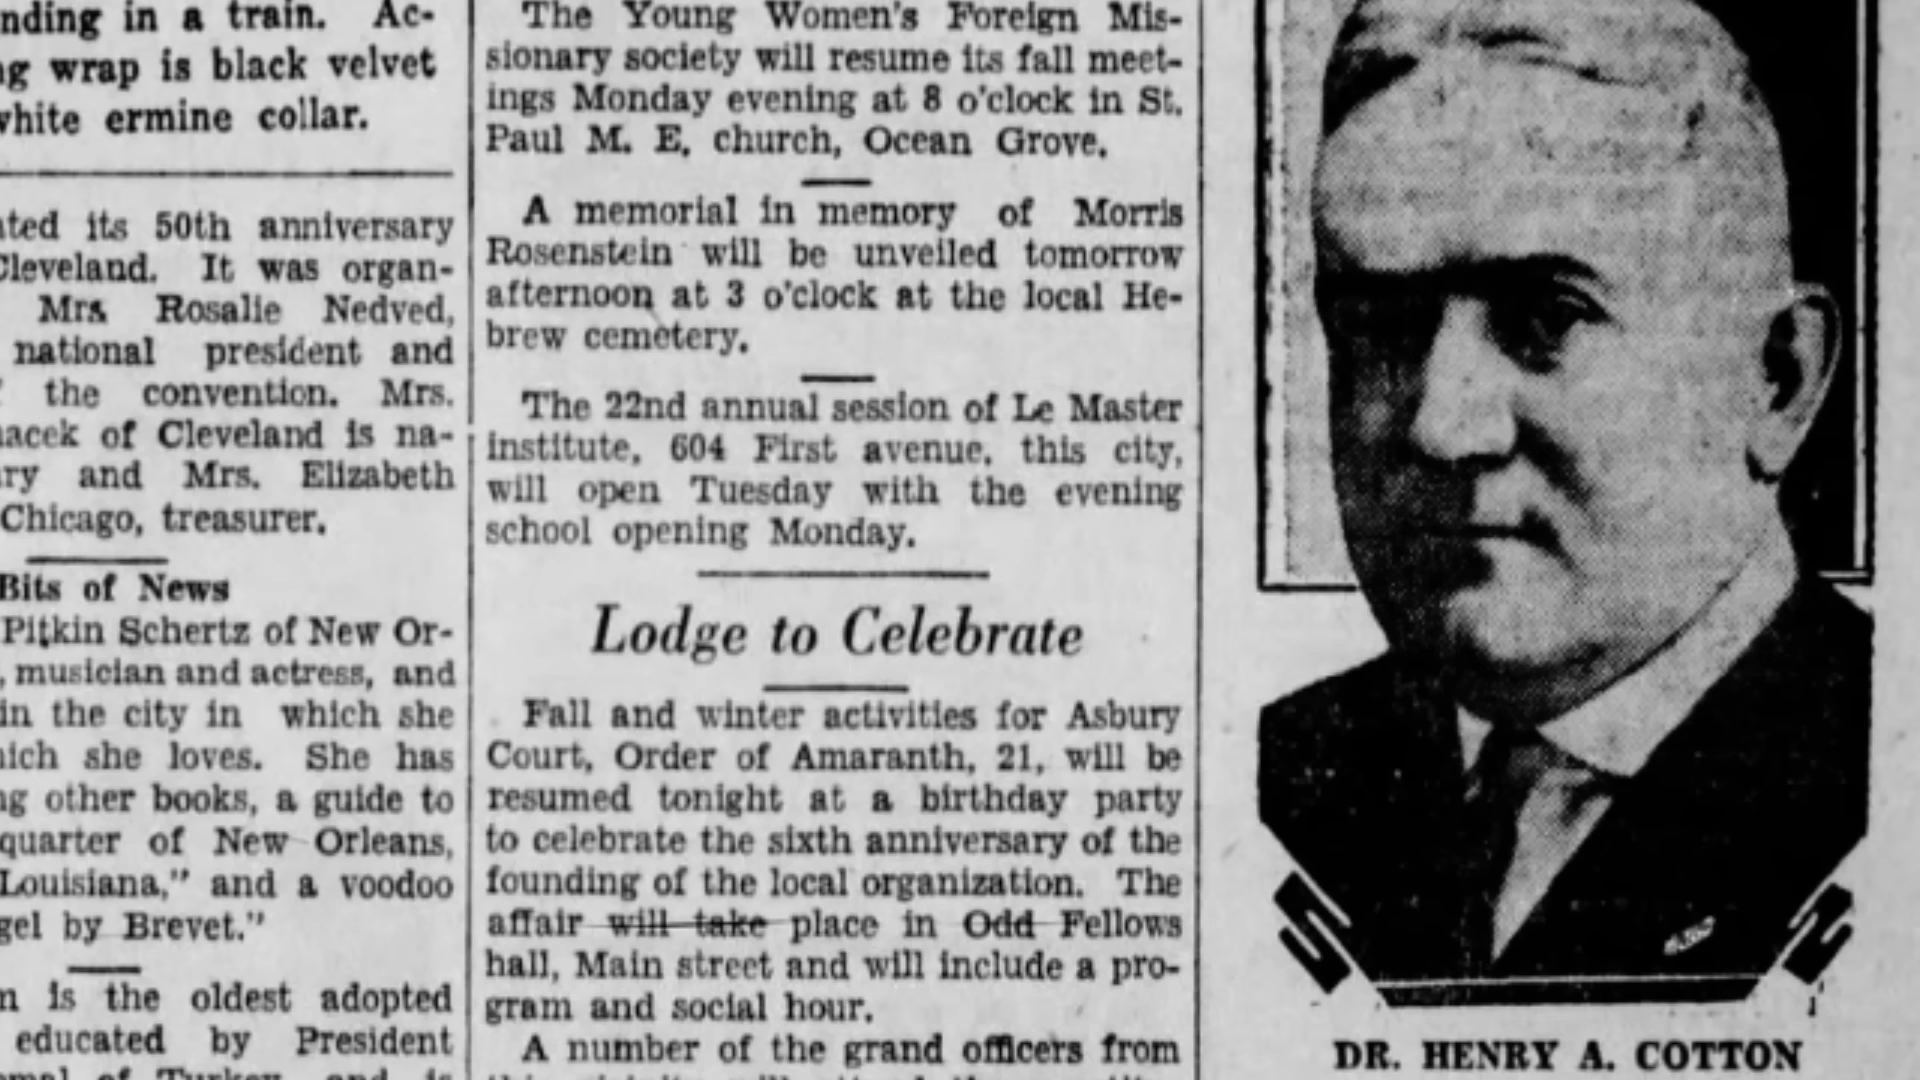 nding in a train. Ac-
wrap is black velvet
white ermine collar.
its 50th anniversary
Cleveland. It was organ-
Mrs. Rosalie Nedved,
national president and
the convention. Mrs.
acek of Cleveland is na-
ry and Mrs. Elizabeth
Chicago, treasurer.
Bits of News
Pitkin Schertz of New Or-
, musician and actress, and
in the city in which she
hich she loves. She has
ng other books, a guide to
quarter of New Orleans,
Louisiana," and a voodoo
gel by Brevet."
is the oldest adopted
educated by President
of Turkey, and is
The Young Women's Foreign Mis-
sionary society will resume its fall meet-
ings Monday evening at 8 o'clock in St.
Paul M. E. church, Ocean Grove.
A memorial in memory of Morris
Rosenstein will be unveiled tomorrow
afternoon at 3 o'clock at the local He-
brew cemetery.
The 22nd annual session of Le Master
institute, 604 First avenue, this city,
will open Tuesday with the evening
school opening Monday.
Lodge to Celebrate
Fall and winter activities for Asbury
Court, Order of Amaranth, 21, will be
resumed tonight at a birthday party
to celebrate the sixth anniversary of the
founding of the local organization. The
affair will take place in Odd Fellows
hall, Main street and will include a pro-
gram and social hour.
A number of the grand officers from
DR. HENRY A. COTTON